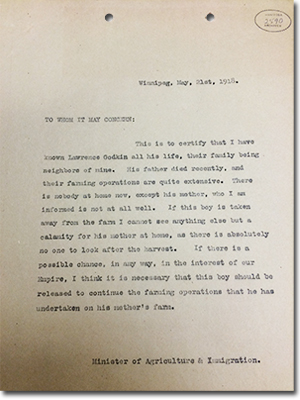 3590
Winnipeg, May, 21st, 1918.
TO WHOM IT MAY CONCERN:
This is to certify that I have
known Lawrence Godkin all his life, their family being
neighbors of mine. His father died recently, and
their farming operations are quite extensive. There
is nobody at home now, except his mother, who I am
informed is not at all well. If this boy is taken
away from the farm I cannot see anything else but a
calamity for his mother at home, as there is absolutely
no one to look after the harvest. If there is a
possible chance, in any way, in the interest of our
Empire, I think it is necessary that this boy should be
released to continue the farming operations that he has
undertaken on his mother's farm.
Minister of Agriculture & Immigration.